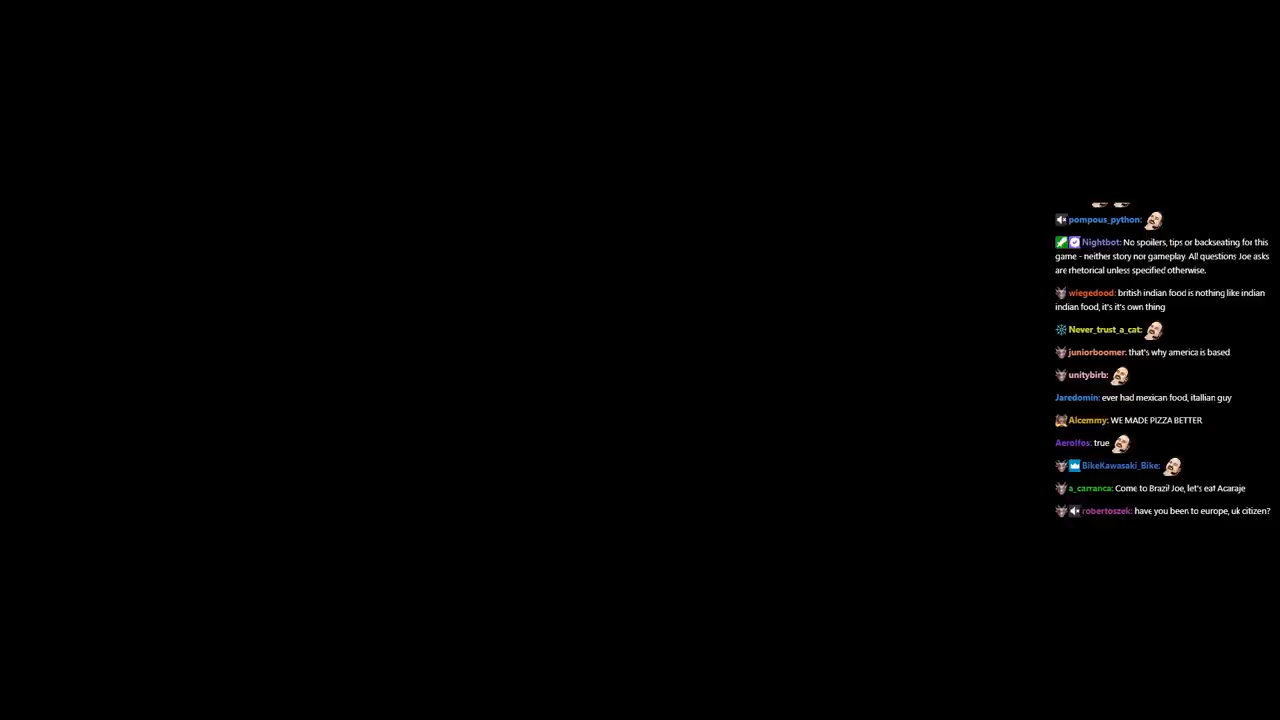 pompous_python:
Nightbot: No spoilers, tips or backseating for this
game - neither story nor gameplay. All questions Joe asks
are rhetorical unless specified otherwise.
wiegedood: british indian food is nothing like indian
indian food, it's it's own thing
Never_trust_a_cat:
juniorboomer: that's why america is based
unitybirb:
Jaredomin: ever had mexican food, itallian guy
Alcemmy: WE MADE PIZZA BETTER
Aerolfos: true
BikeKawasaki_Bike:
a_carranca: Come to Brazil Joe, let's eat Acaraje
robertoszek: have you been to europe, uk citizen?